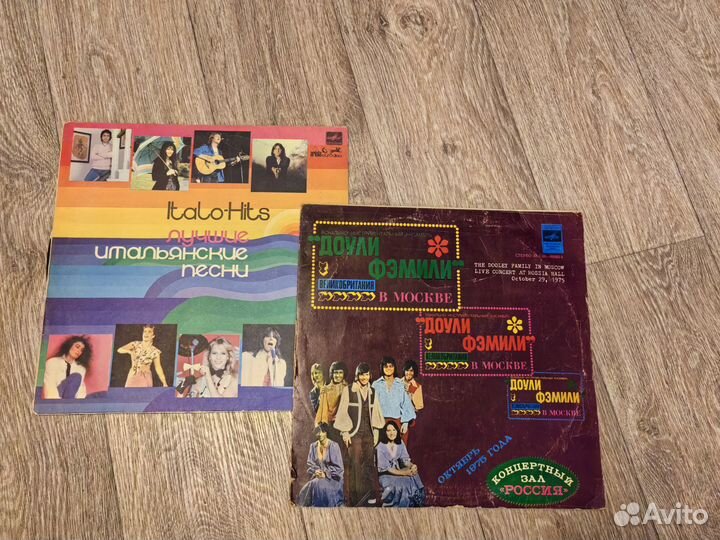 Italo-Hits
лучшие
итальянские
песни
"ДОУЛИ
ФЭМИЛИ"
ВЕЛИКОБРИТАНИЯ
В МОСКВЕ
THE DOOLEY FAMILY IN MOSCOW
LIVE CONCERT AT ROSSIA HALL
October 29, 1975
"ДОУЛИ
ФЭМИЛИ"
ВЕЛИКОБРИТАНИЯ
В МОСКВЕ
ДОУЛИ
ФЭМИЛИ
В МОСКВЕ
ОКТЯБРЬ
1975 ГОДА
КОНЦЕРТНЫЙ
ЗАЛ
"РОССИЯ"
Avito